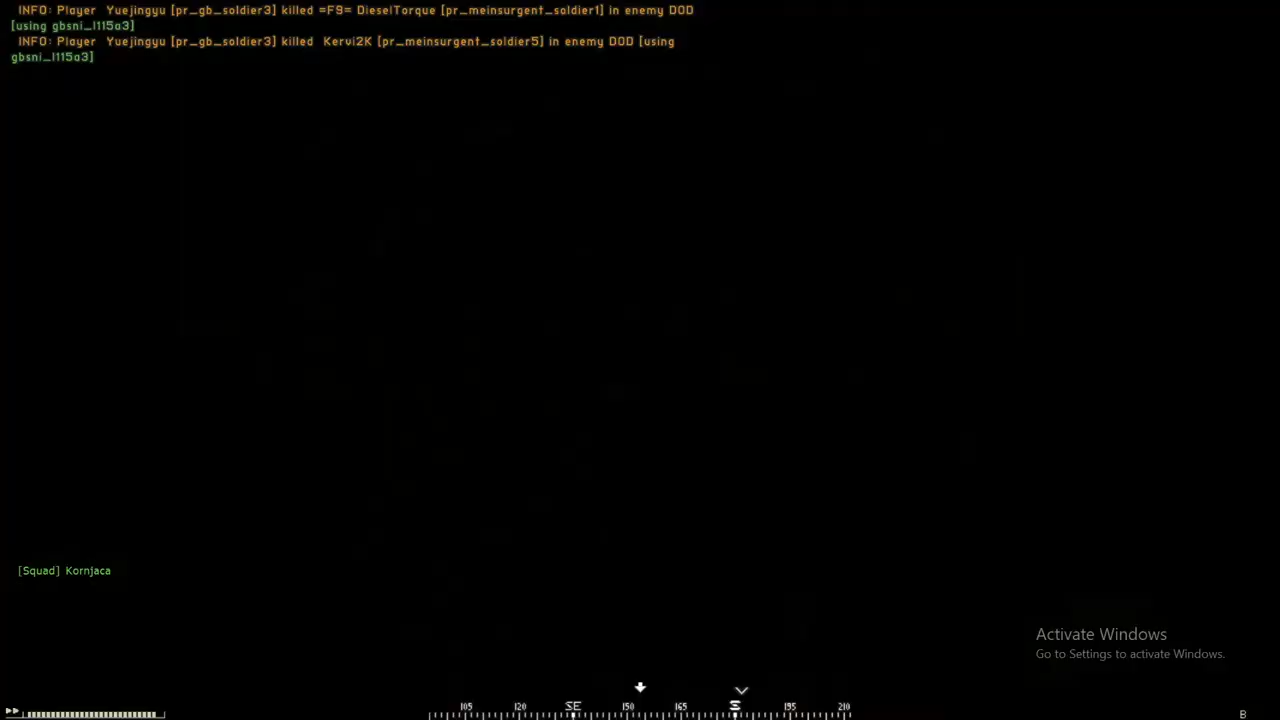 INFO: Player Yuejingyu [pr_gb_soldier3] killed =F9= DieselTorque [pr_meinsurgent_soldier1] in enemy DOD
[using gbsni_l115a3]
INFO: Player Yuejingyu [pr_gb_soldier3] killed Kervi2K [pr_meinsurgent_soldier5] in enemy DOD [using
gbsni_l115a3]
[Squad] Kornjaca
Activate Windows
Go to Settings to activate Windows.
105 120 SE 150 165 S 195 210
B